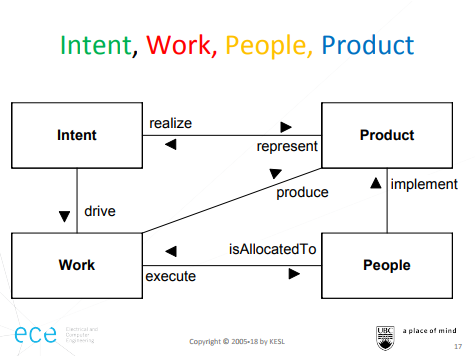 Intent, Work, People, Product
Intent
realize
represent
Product
drive
produce
implement
Work
isAllocatedTo
execute
People
ece
Electrical and
Computer
Engineering
Copyright © 2005-18 by KESL
UBC
a place of mind
17